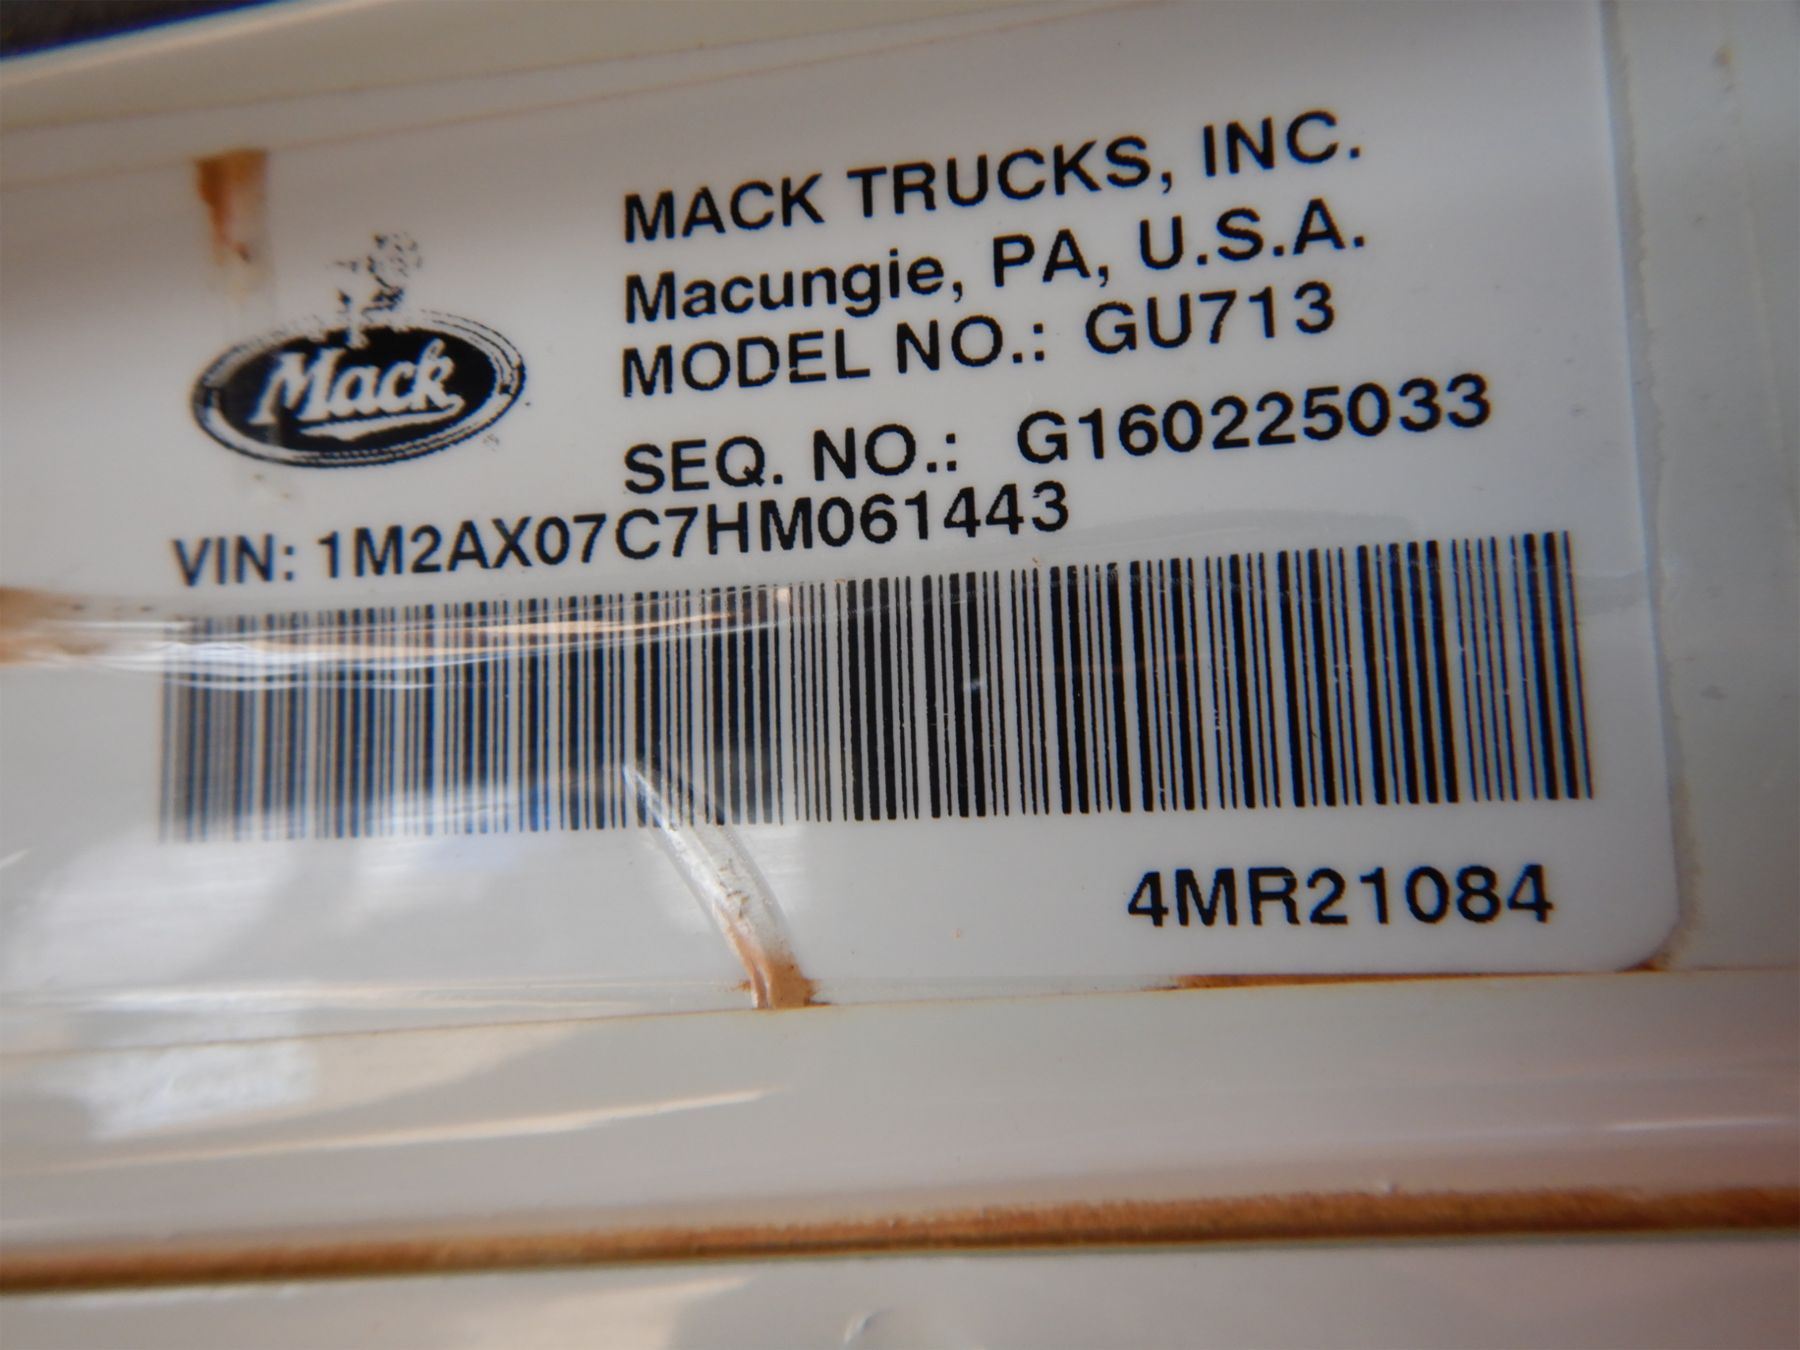 MACK TRUCKS, INC.
Macungie, PA, U.S.A.
MODEL NO.: GU713
Mack
SEQ. NO.: G160225033
VIN: 1M2AX07C7HM061443
4MR21084